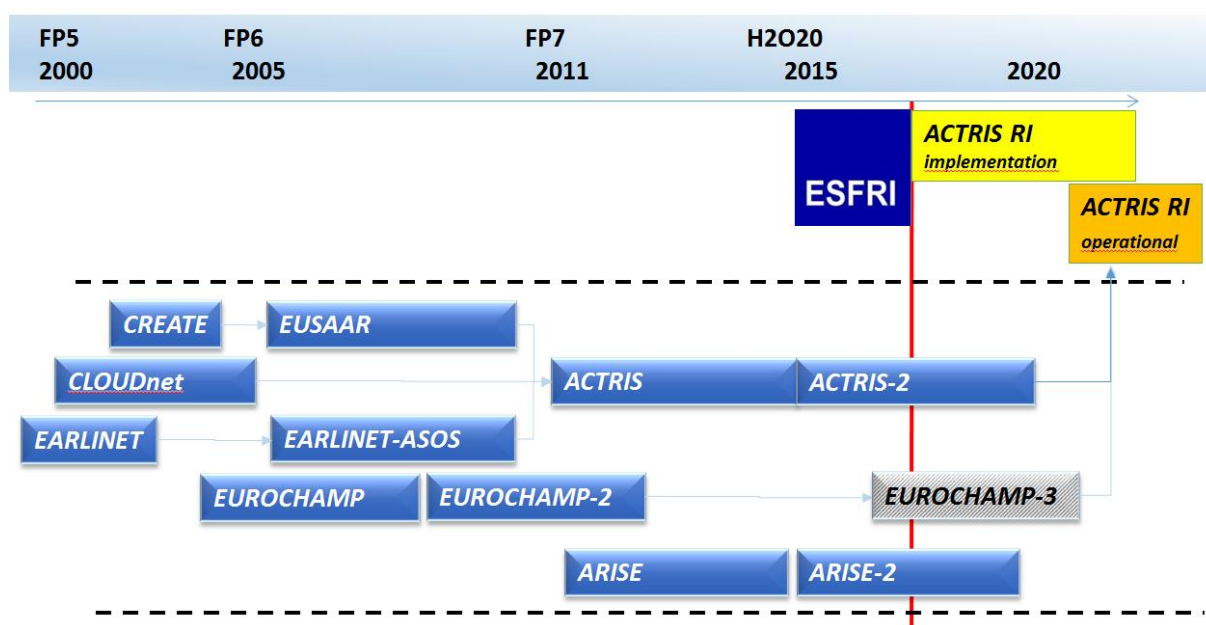 FP5 FP6 FP7 H2O20
2000 2005 2011 2015 2020
ACTRIS RI
implementation
ESFRI
ACTRIS RI
operational
CREATE EUSAAR
CLOUDnet ACTRIS ACTRIS-2
EARLINET EARLINET-ASOS
EUROCHAMP EUROCHAMP-2 EUROCHAMP-3
ARISE ARISE-2